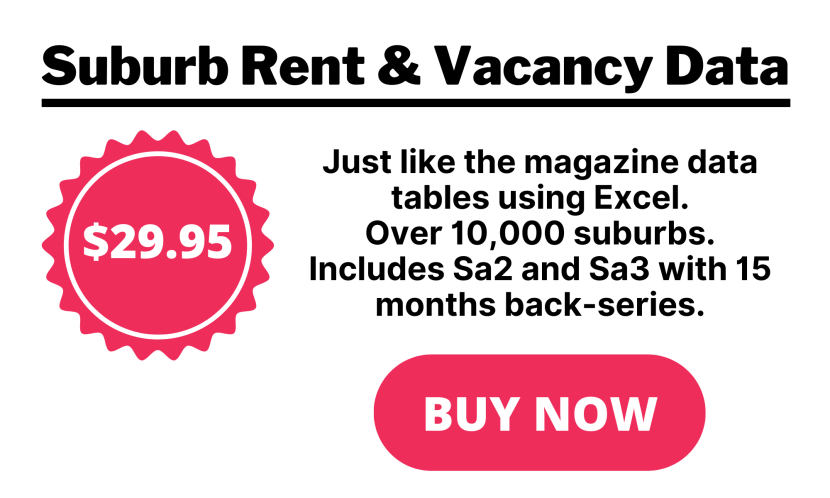 Suburb Rent & Vacancy Data
$29.95
Just like the magazine data
tables using Excel.
Over 10,000 suburbs.
Includes Sa2 and Sa3 with 15
months back-series.
BUY NOW